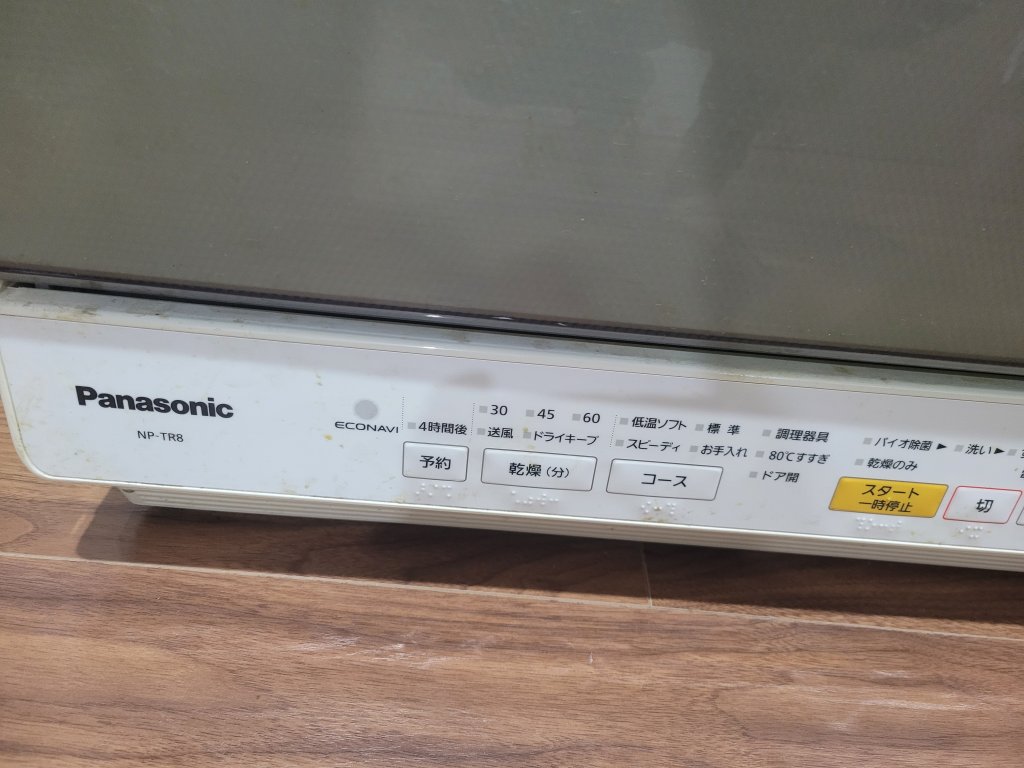 Panasonic
NP-TR8
ECONAVI
4時間後
予約
30 45 60
送風 ドライキープ
乾燥(分)
低温ソフト 標準 調理器具
スピーディ お手入れ 80℃すすぎ
ドア開
コース
バイオ除菌 ▶ 洗い ▶
乾燥のみ
スタート
一時停止
切